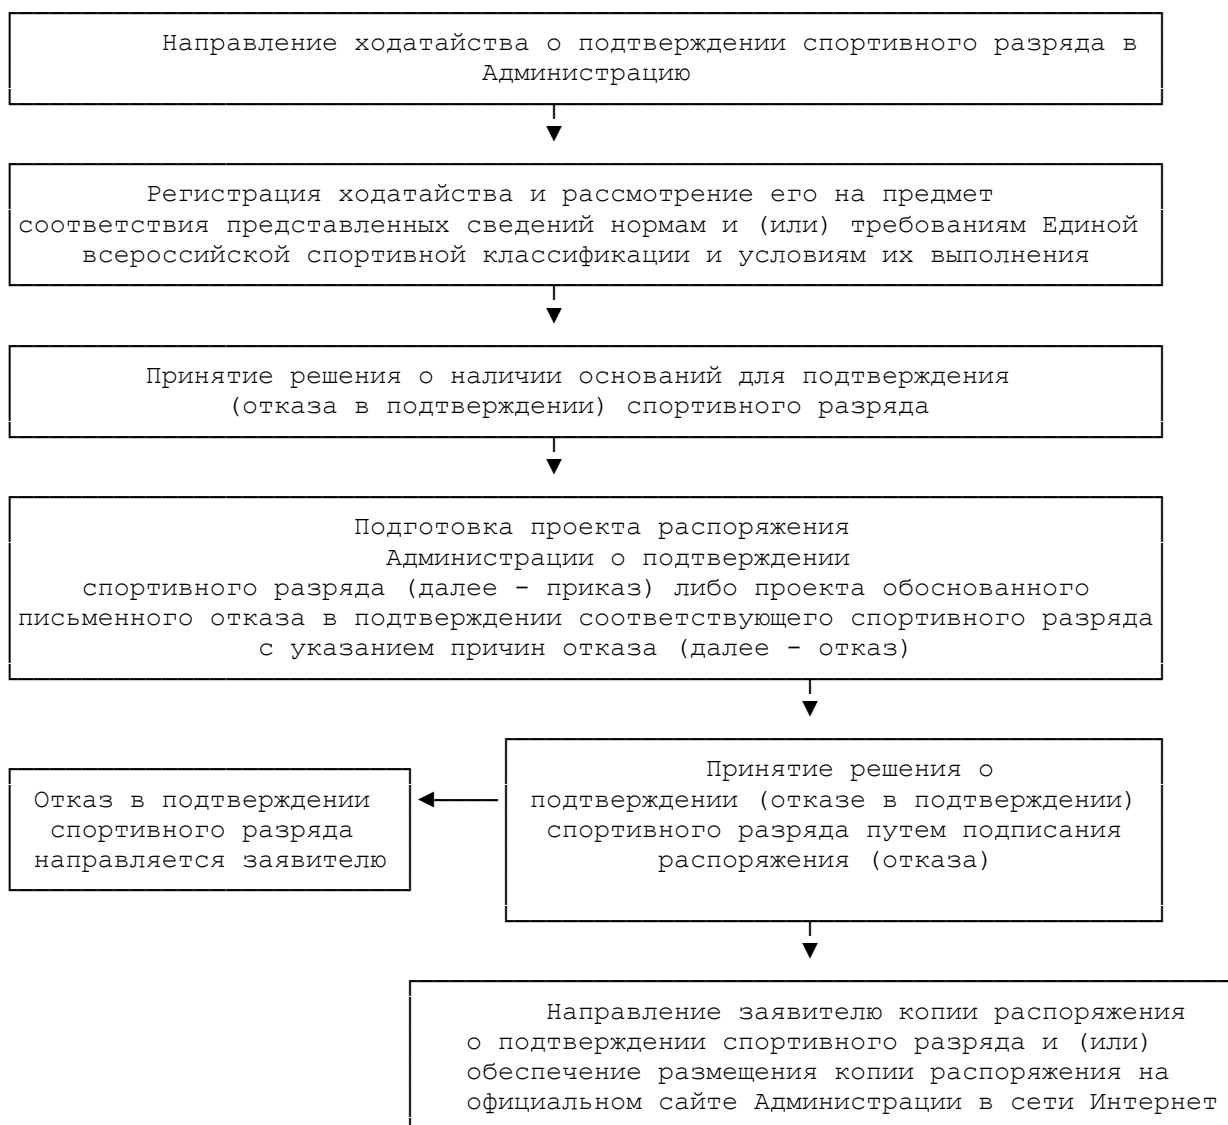 Направление ходатайства о подтверждении спортивного разряда в
Администрацию
Регистрация ходатайства и рассмотрение его на предмет
соответствия представленных сведений нормам и (или) требованиям Единой
всероссийской спортивной классификации и условиям их выполнения
Принятие решения о наличии оснований для подтверждения
(отказа в подтверждении) спортивного разряда
Подготовка проекта распоряжения
Администрации о подтверждении
спортивного разряда (далее - приказ) либо проекта обоснованного
письменного отказа в подтверждении соответствующего спортивного разряда
с указанием причин отказа (далее - отказ)
Отказ в подтверждении
спортивного разряда
направляется заявителю
Принятие решения о
подтверждении (отказе в подтверждении)
спортивного разряда путем подписания
распоряжения (отказа)
Направление заявителю копии распоряжения
о подтверждении спортивного разряда и (или)
обеспечение размещения копии распоряжения на
официальном сайте Администрации в сети Интернет